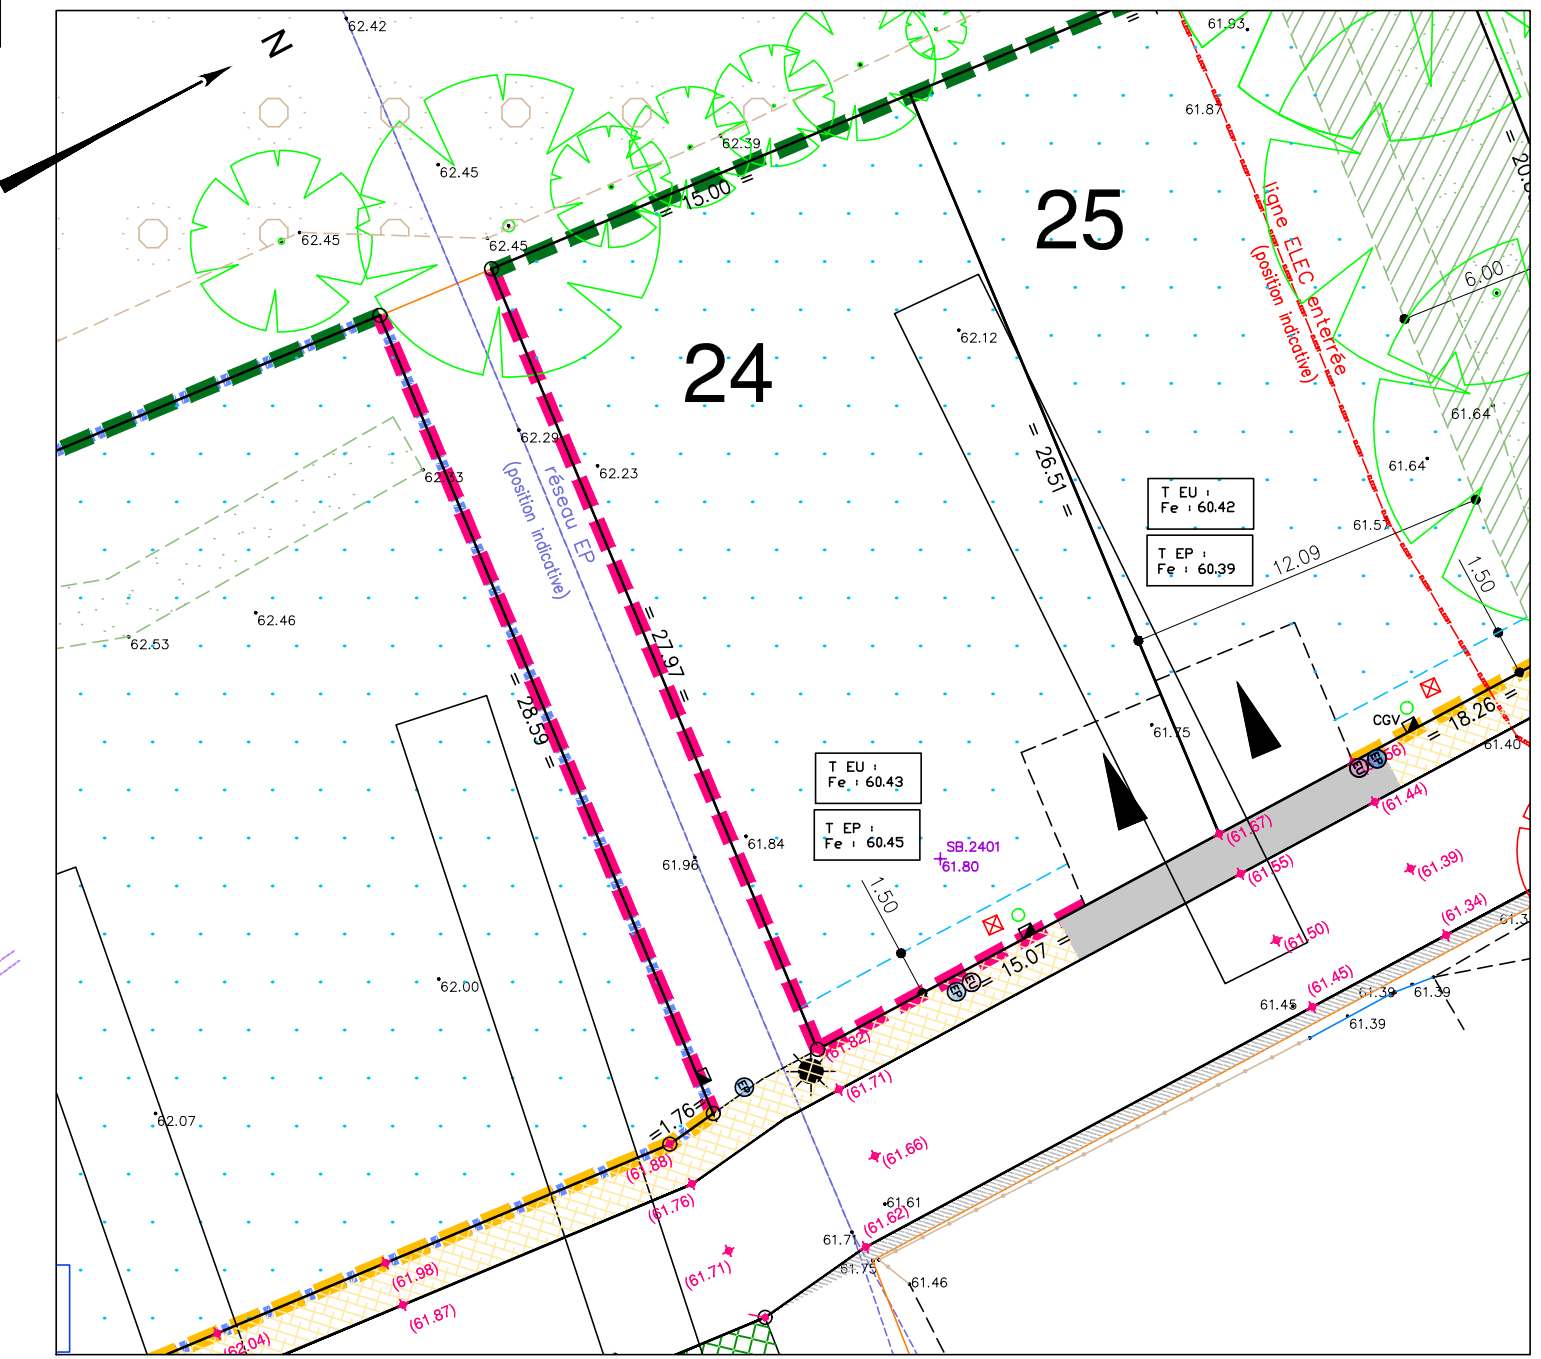 62.42
N
61.93
61.87
62.39
62.45
= 15.00 =
25
62.45
62.45
ligne ELEC enterrée
(position indicative)
6.00
62.12
24
61.64
62.29
62.33
62.23
61.64
= 26.51 =
réseau EP
(position indicative)
T EU :
Fe : 60.42
61.57
T EP :
Fe : 60.39
12.09
1.50
62.46
62.53
= 27.97 =
= 28.59 =
61.75
CGV
= 18.26 =
61.40
T EU :
Fe : 60.43
EU
EP
(61.44)
T EP :
Fe : 60.45
61.84
61.96
(61.67)
SB.2401
61.80
(61.55)
(61.39)
1.50
(61.34)
(61.50)
= 15.07 =
EP
EU
62.00
(61.45)
61.45
61.39
61.39
61.39
(61.82)
(61.71)
EP
=1.76=
62.07
(61.88)
(61.66)
(61.76)
61.61
(61.62)
61.75
(61.71)
61.46
(61.98)
(61.87)
(62.04)